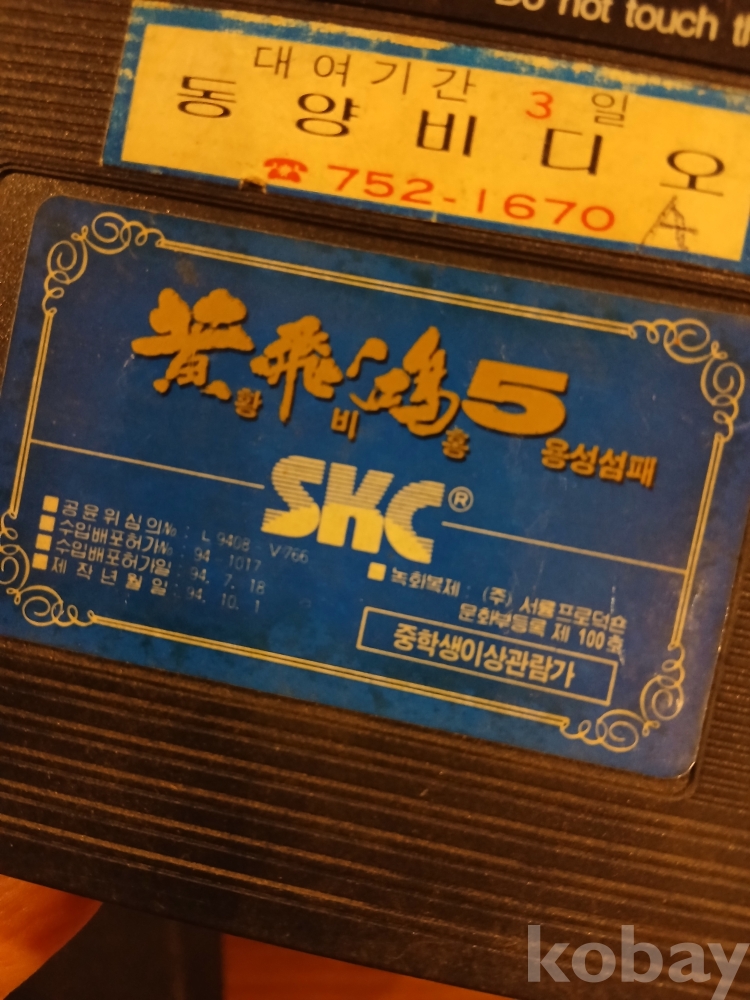 Do not touch th
대여기간 3일
동양비디오
☎ 752-1670 A
黃飛鴻5
황비홍 용성섬패
SKC®
■ 공윤위심의№ : L 9408 - V766
■ 수입배포허가№ : 94 - 1017
■ 수입배포허가일 : 94. 7. 18
■ 제작년월일 : 94. 10. 1
■ 녹화복제 : (주) 서룡프로덕숀
문화부등록 제 100호
중학생이상관람가
kobay